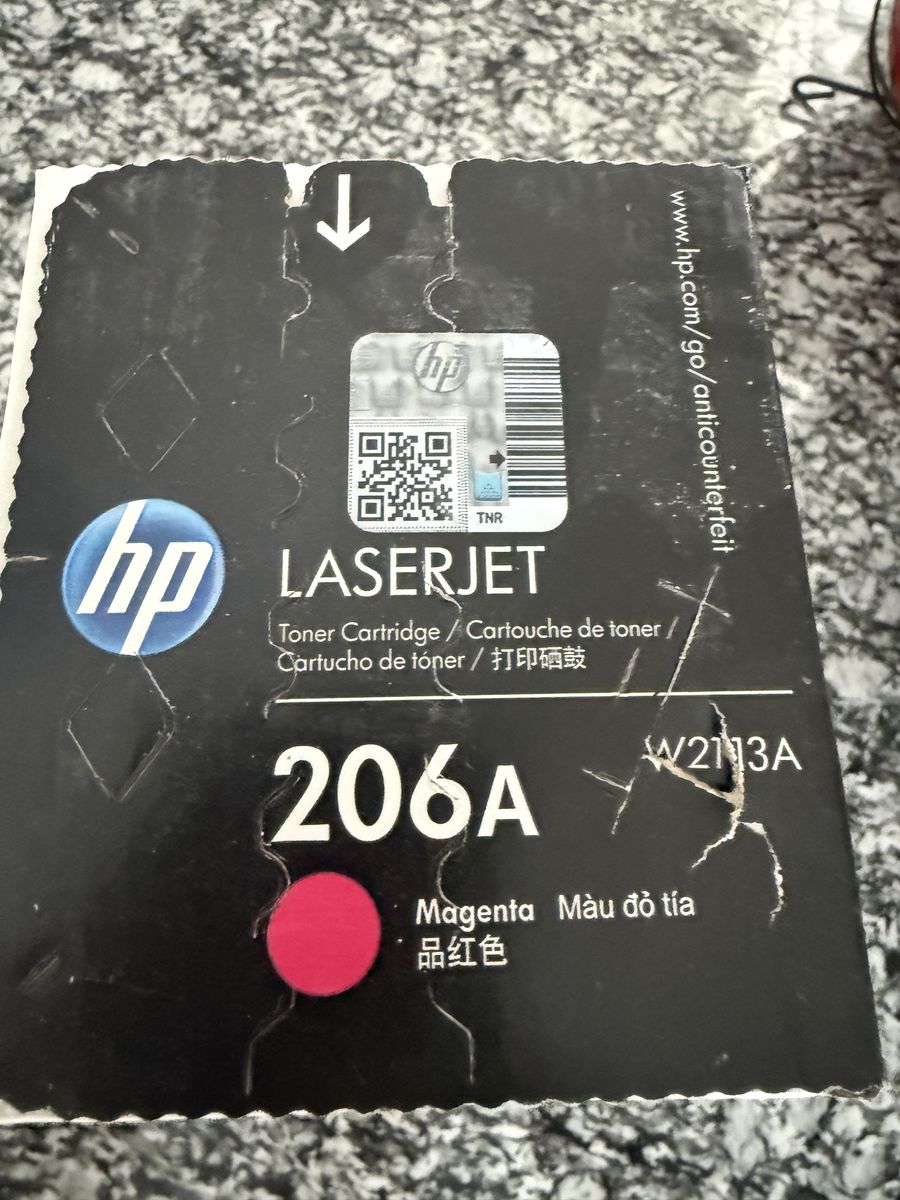 www.hp.com/go/anticounterfeit
hp
TNR
hp
LASERJET
Toner Cartridge / Cartouche de toner /
Cartucho de tóner / 打印硒鼓
206A
W2113A
Magenta Màu đỏ tía
品红色